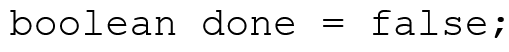 boolean done = false;